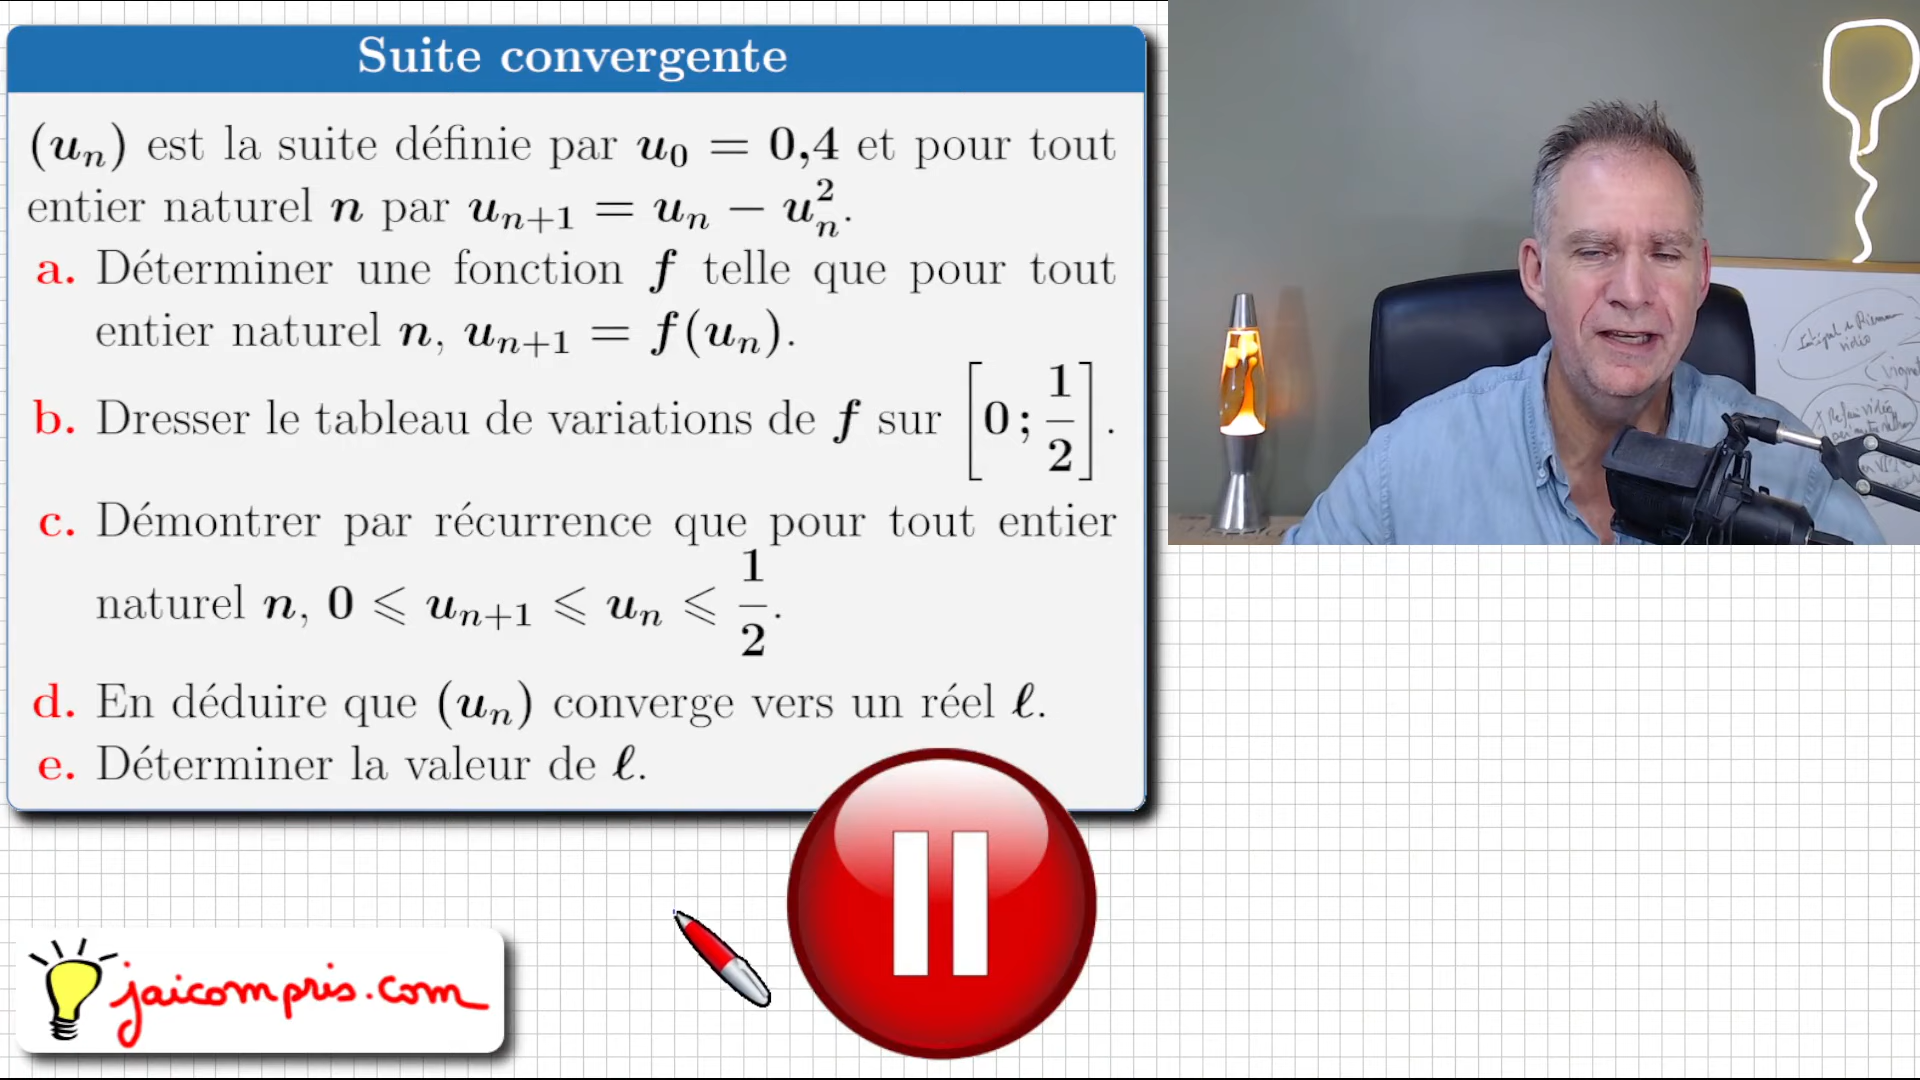 Suite convergente
(uₙ) est la suite définie par u₀ = 0,4 et pour tout
entier naturel n par uₙ₊₁ = uₙ − uₙ².
a. Déterminer une fonction f telle que pour tout
entier naturel n, uₙ₊₁ = f(uₙ).
b. Dresser le tableau de variations de f sur [0 ; 1/2].
c. Démontrer par récurrence que pour tout entier
naturel n, 0 ⩽ uₙ₊₁ ⩽ uₙ ⩽ 1/2.
d. En déduire que (uₙ) converge vers un réel ℓ.
e. Déterminer la valeur de ℓ.
jaicompris.com
vidéo